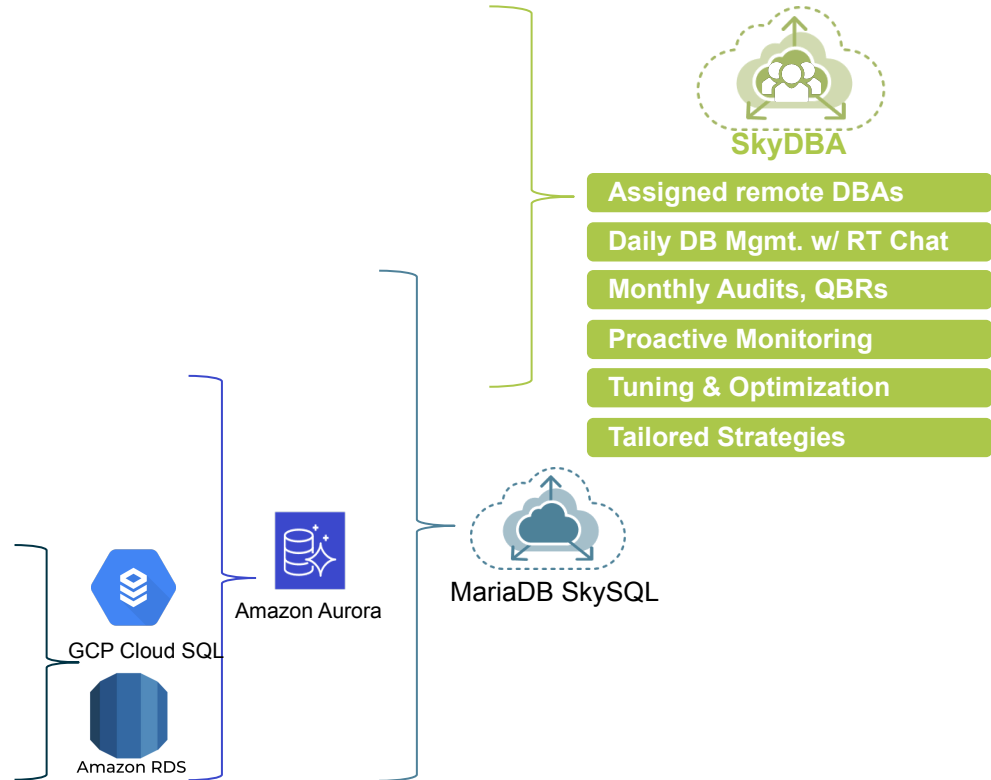 SkyDBA
Assigned remote DBAs
Daily DB Mgmt. w/ RT Chat
Monthly Audits, QBRs
Proactive Monitoring
Tuning & Optimization
Tailored Strategies
MariaDB SkySQL
Amazon Aurora
GCP Cloud SQL
Amazon RDS